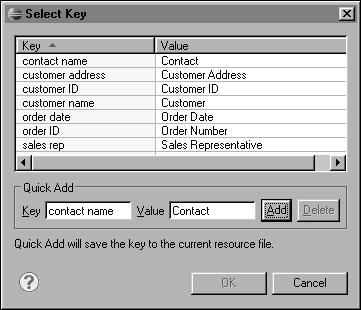 Select Key
Key Value
contact name Contact
customer address Customer Address
customer ID Customer ID
customer name Customer
order date Order Date
order ID Order Number
sales rep Sales Representative
Quick Add
Key contact name Value Contact Add Delete
Quick Add will save the key to the current resource file.
? OK Cancel